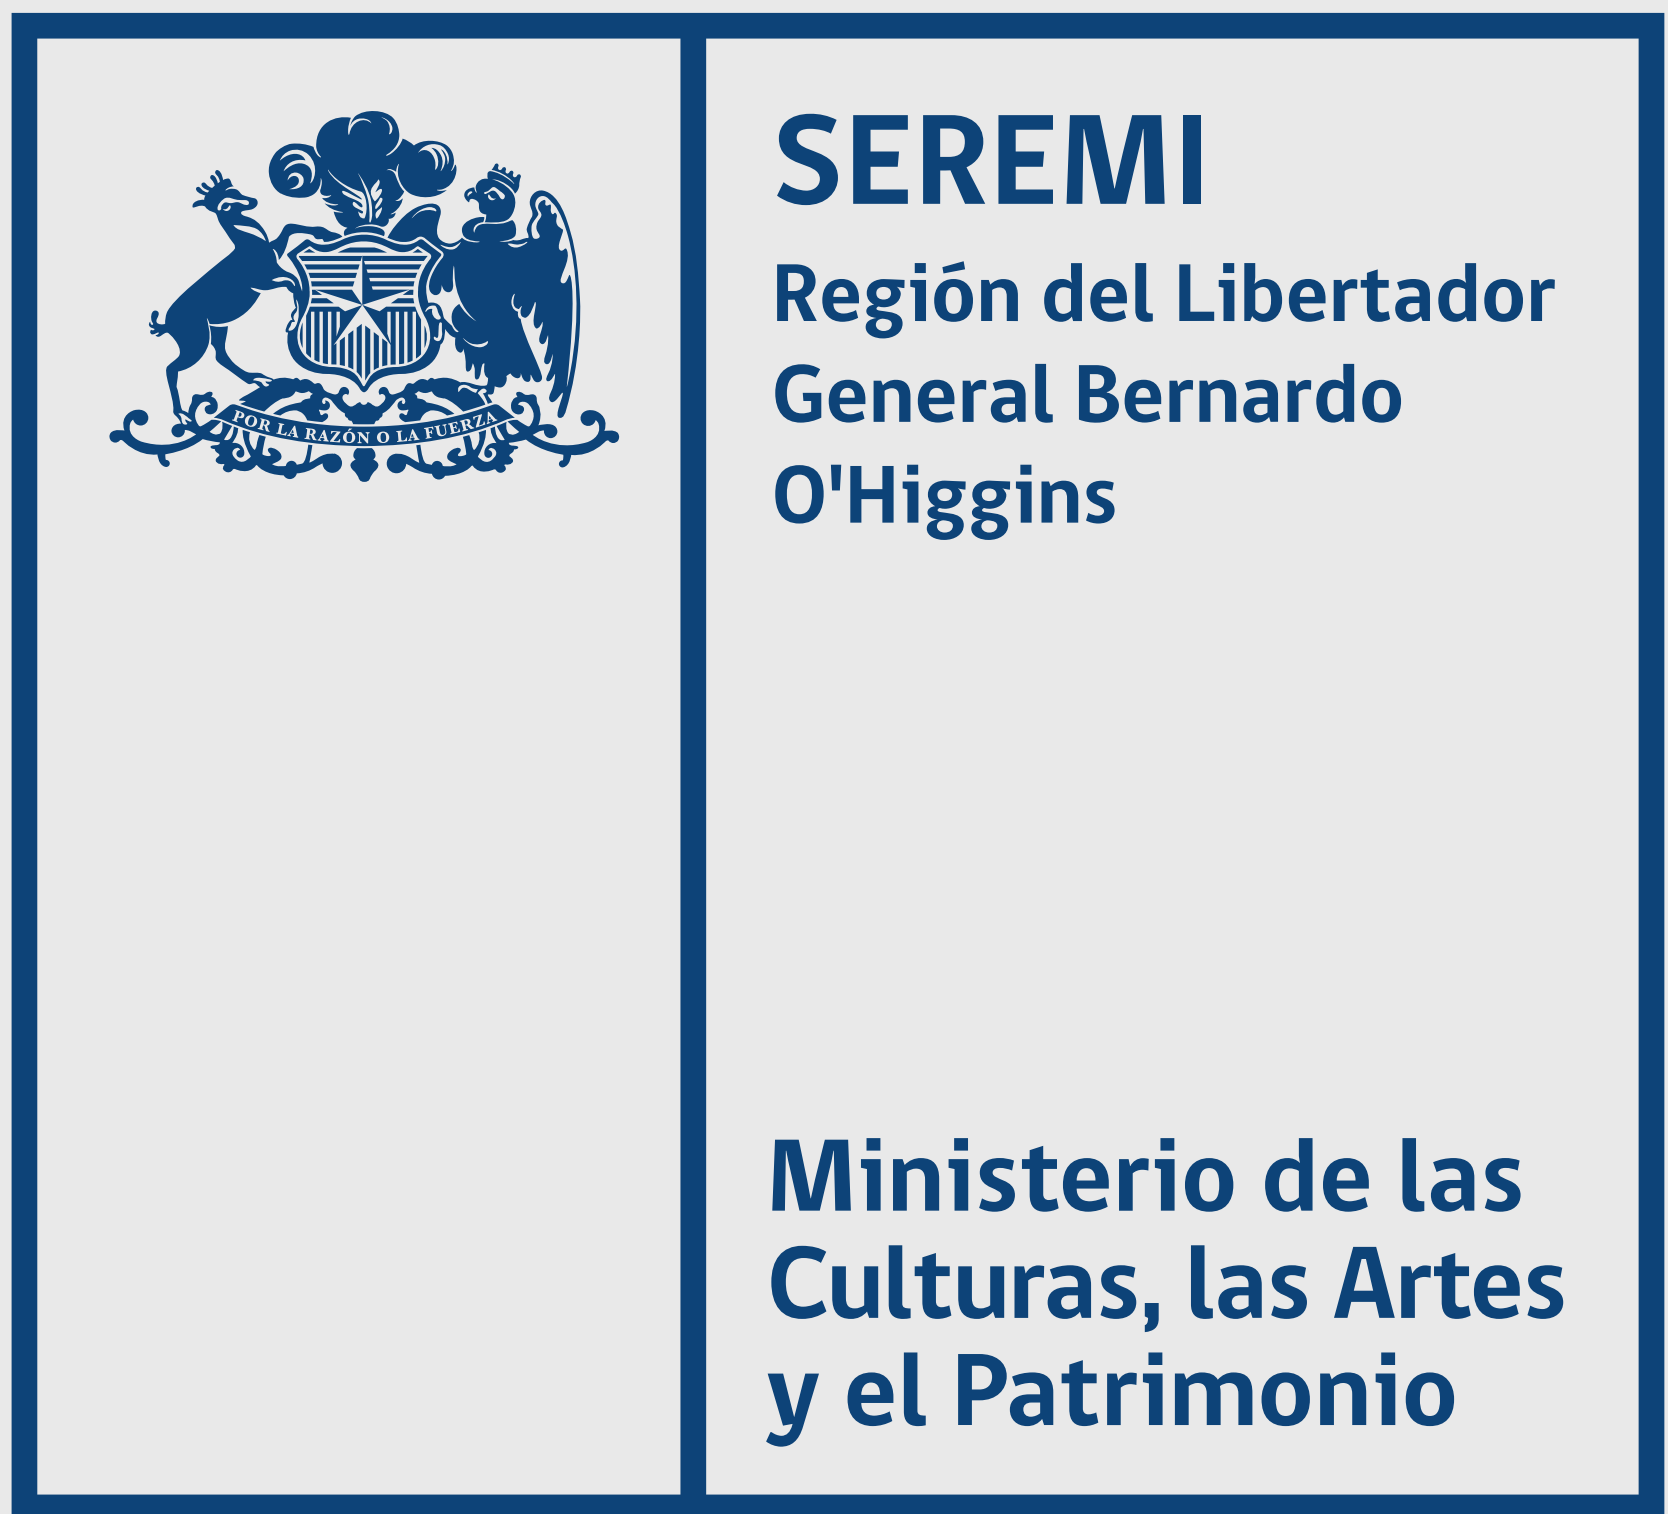 POR LA RAZÓN O LA FUERZA
SEREMI
Región del Libertador
General Bernardo
O'Higgins
Ministerio de las
Culturas, las Artes
y el Patrimonio